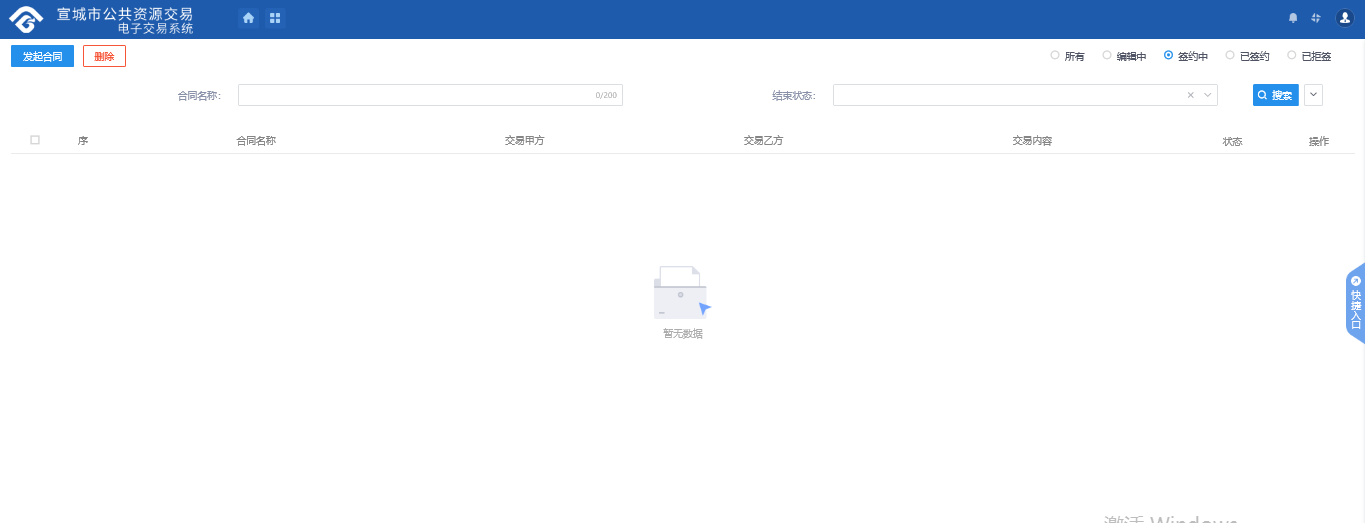 宣城市公共资源交易
电子交易系统
发起合同 删除 所有 编辑中 签约中 已签约 已拒签
合同名称： 0/200 结束状态： 搜索
序 合同名称 交易甲方 交易乙方 交易内容 状态 操作
快捷入口
暂无数据
激活 Windows